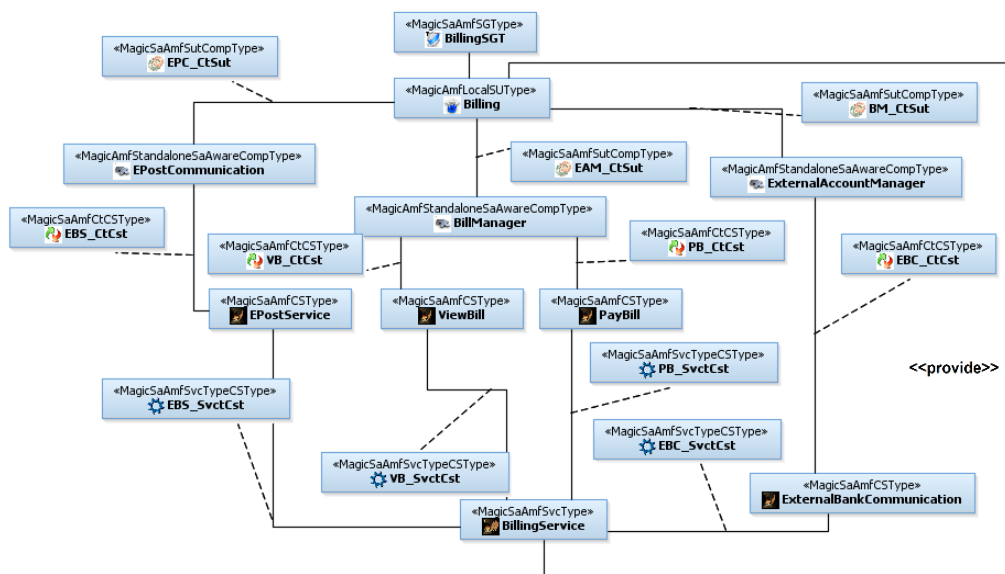 «MagicSaAmfSGType»
BillingSGT
«MagicSaAmfSutCompType»
EPC_CtSut
«MagicAmfLocalSUType»
Billing
«MagicSaAmfSutCompType»
BM_CtSut
«MagicAmfStandaloneSaAwareCompType»
EPostCommunication
«MagicSaAmfSutCompType»
EAM_CtSut
«MagicAmfStandaloneSaAwareCompType»
ExternalAccountManager
«MagicAmfStandaloneSaAwareCompType»
BillManager
«MagicSaAmfCtCSType»
EBS_CtCst
«MagicSaAmfCtCSType»
VB_CtCst
«MagicSaAmfCtCSType»
PB_CtCst
«MagicSaAmfCtCSType»
EBC_CtCst
«MagicSaAmfCSType»
EPostService
«MagicSaAmfCSType»
ViewBill
«MagicSaAmfCSType»
PayBill
«MagicSaAmfSvcTypeCSType»
PB_SvctCst
<<provide>>
«MagicSaAmfSvcTypeCSType»
EBS_SvctCst
«MagicSaAmfSvcTypeCSType»
EBC_SvctCst
«MagicSaAmfSvcTypeCSType»
VB_SvctCst
«MagicSaAmfCSType»
ExternalBankCommunication
«MagicSaAmfSvcType»
BillingService